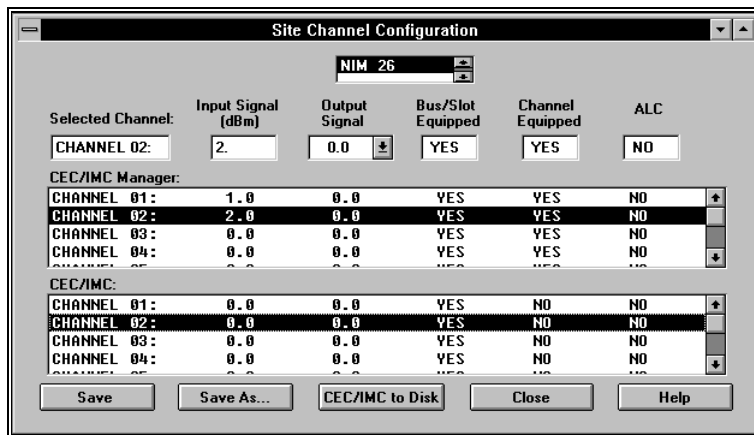 Site Channel Configuration
NIM 26
Selected Channel: Input Signal (dBm) Output Signal Bus/Slot Equipped Channel Equipped ALC
CHANNEL 02: 2. 0.0 YES YES NO
CEC/IMC Manager:
CHANNEL 01: 1.0 0.0 YES YES NO
CHANNEL 02: 2.0 0.0 YES YES NO
CHANNEL 03: 0.0 0.0 YES YES NO
CHANNEL 04: 0.0 0.0 YES YES NO
CEC/IMC:
CHANNEL 01: 0.0 0.0 YES NO NO
CHANNEL 02: 0.0 0.0 YES NO NO
CHANNEL 03: 0.0 0.0 YES NO NO
CHANNEL 04: 0.0 0.0 YES NO NO
Save Save As... CEC/IMC to Disk Close Help